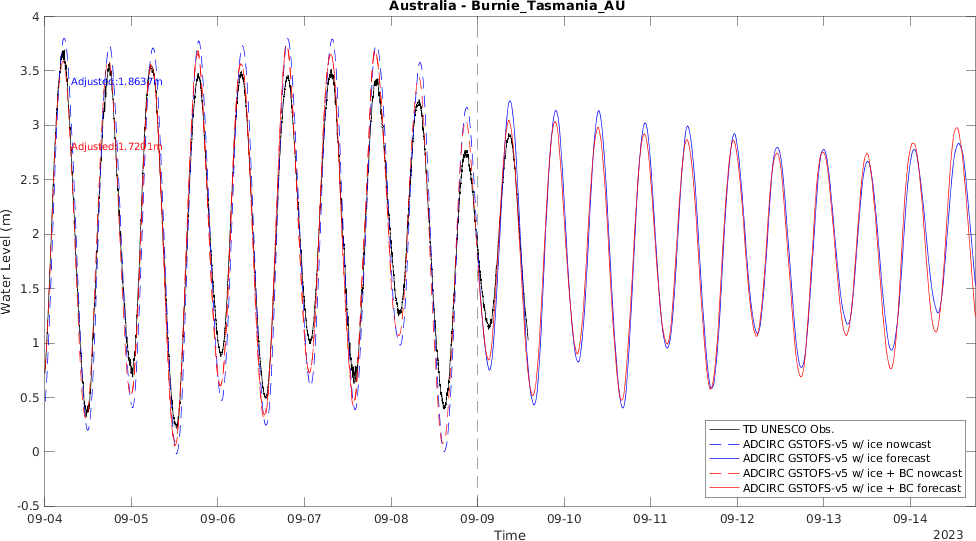 Australia - Burnie_Tasmania_AU
4
3.5
3
2.5
2
1.5
1
0.5
0
-0.5
Water Level (m)
Adjusted:1.8637m
Adjusted:1.7201m
TD UNESCO Obs.
ADCIRC GSTOFS-v5 w/ ice nowcast
ADCIRC GSTOFS-v5 w/ ice forecast
ADCIRC GSTOFS-v5 w/ ice + BC nowcast
ADCIRC GSTOFS-v5 w/ ice + BC forecast
09-04 09-05 09-06 09-07 09-08 09-09 09-10 09-11 09-12 09-13 09-14
Time
2023